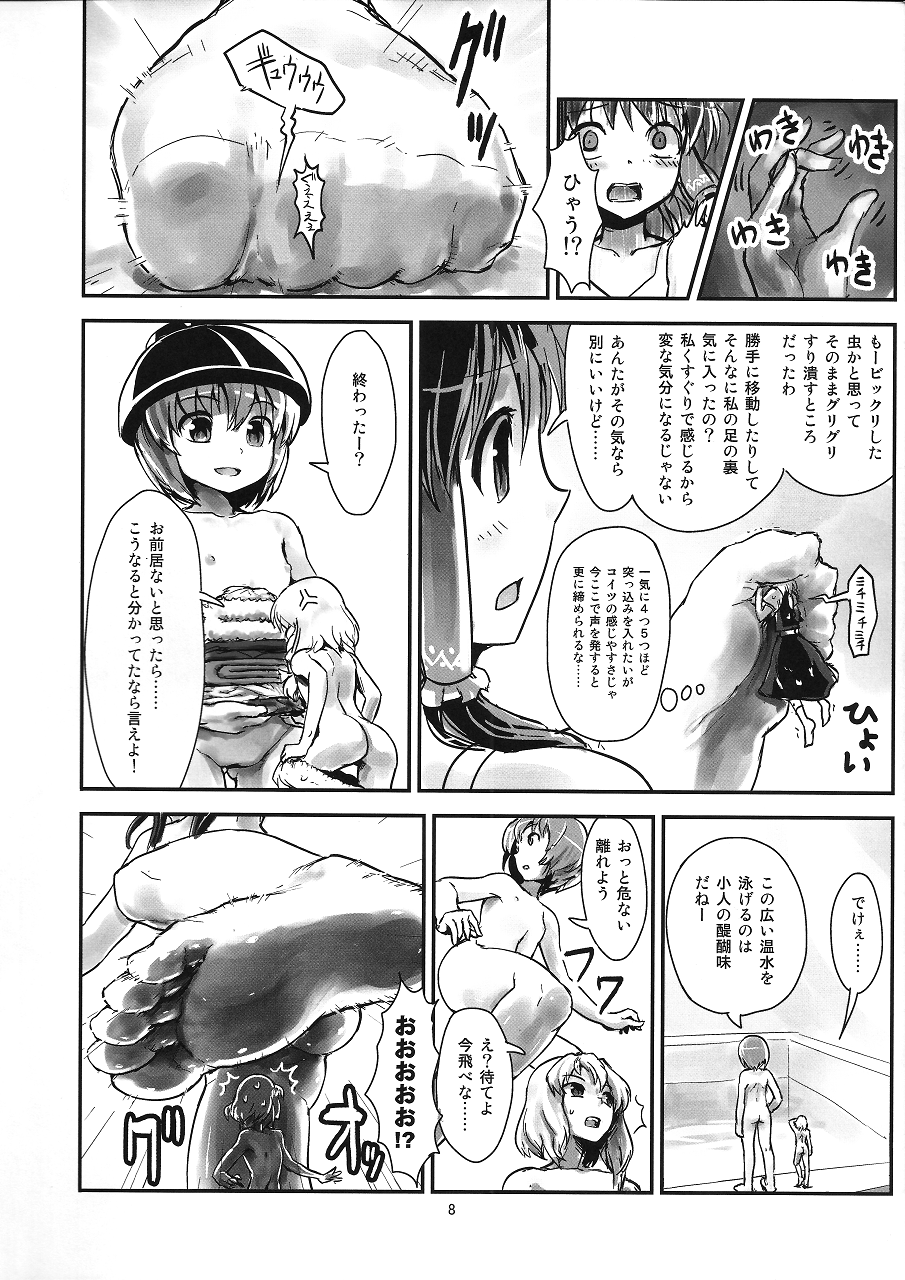 わき
わき
わき
わき
ひゃう!?
グッ
ギュウゥゥ
ぐえぇぇ
もービックリした
虫かと思って
そのままグリグリ
すり潰すところ
だったわ
勝手に移動したりして
そんなに私の足の裏
気に入ったの?
私くすぐりで感じるから
変な気分になるじゃない
あんたがその気なら
別にいいけど……
ミチミチミチ
ひょい
一気に4つ5つほど
突っ込みを入れたいが
コイツの感じやすさじゃ
今ここで声を発すると
更に締められるな……
終わったー?
お前居ないと思ったら……
こうなると分かってたなら言えよ!
でけぇ……
この広い温水を
泳げるのは
小人の醍醐味
だねー
おっと危ない
離れよう
え?待てよ
今飛べな……
おおおお!?
オッ
グ
8